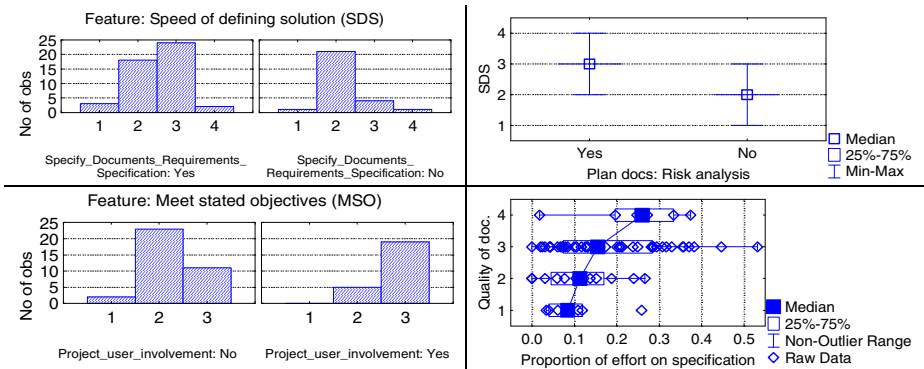 Feature: Speed of defining solution (SDS)
No of obs
25
20
15
10
5
0
1 2 3 4
1 2 3 4
Specify_Documents_Requirements_
Specification: Yes
Specify_Documents_
Requirements_Specification: No
SDS
4
3
2
1
Yes No
Plan docs: Risk analysis
Median
25%-75%
Min-Max
Feature: Meet stated objectives (MSO)
No of obs
25
20
15
10
5
0
1 2 3
1 2 3
Project_user_involvement: No
Project_user_involvement: Yes
Quality of doc.
4
3
2
1
0.0 0.1 0.2 0.3 0.4 0.5
Proportion of effort on specification
Median
25%-75%
Non-Outlier Range
Raw Data